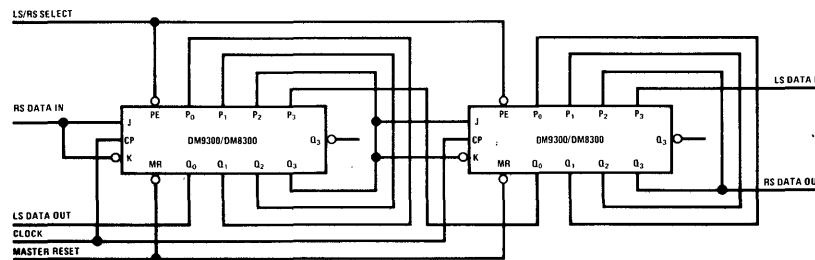 LS/RS SELECT
RS DATA IN
PE P0 P1 P2 P3
J
CP DM9300/DM8300 Q3
K
MR Q0 Q1 Q2 Q3
PE P0 P1 P2 P3
J
CP DM9300/DM8300 Q3
K
MR Q0 Q1 Q2 Q3
LS DATA
RS DATA
LS DATA OUT
CLOCK
MASTER RESET